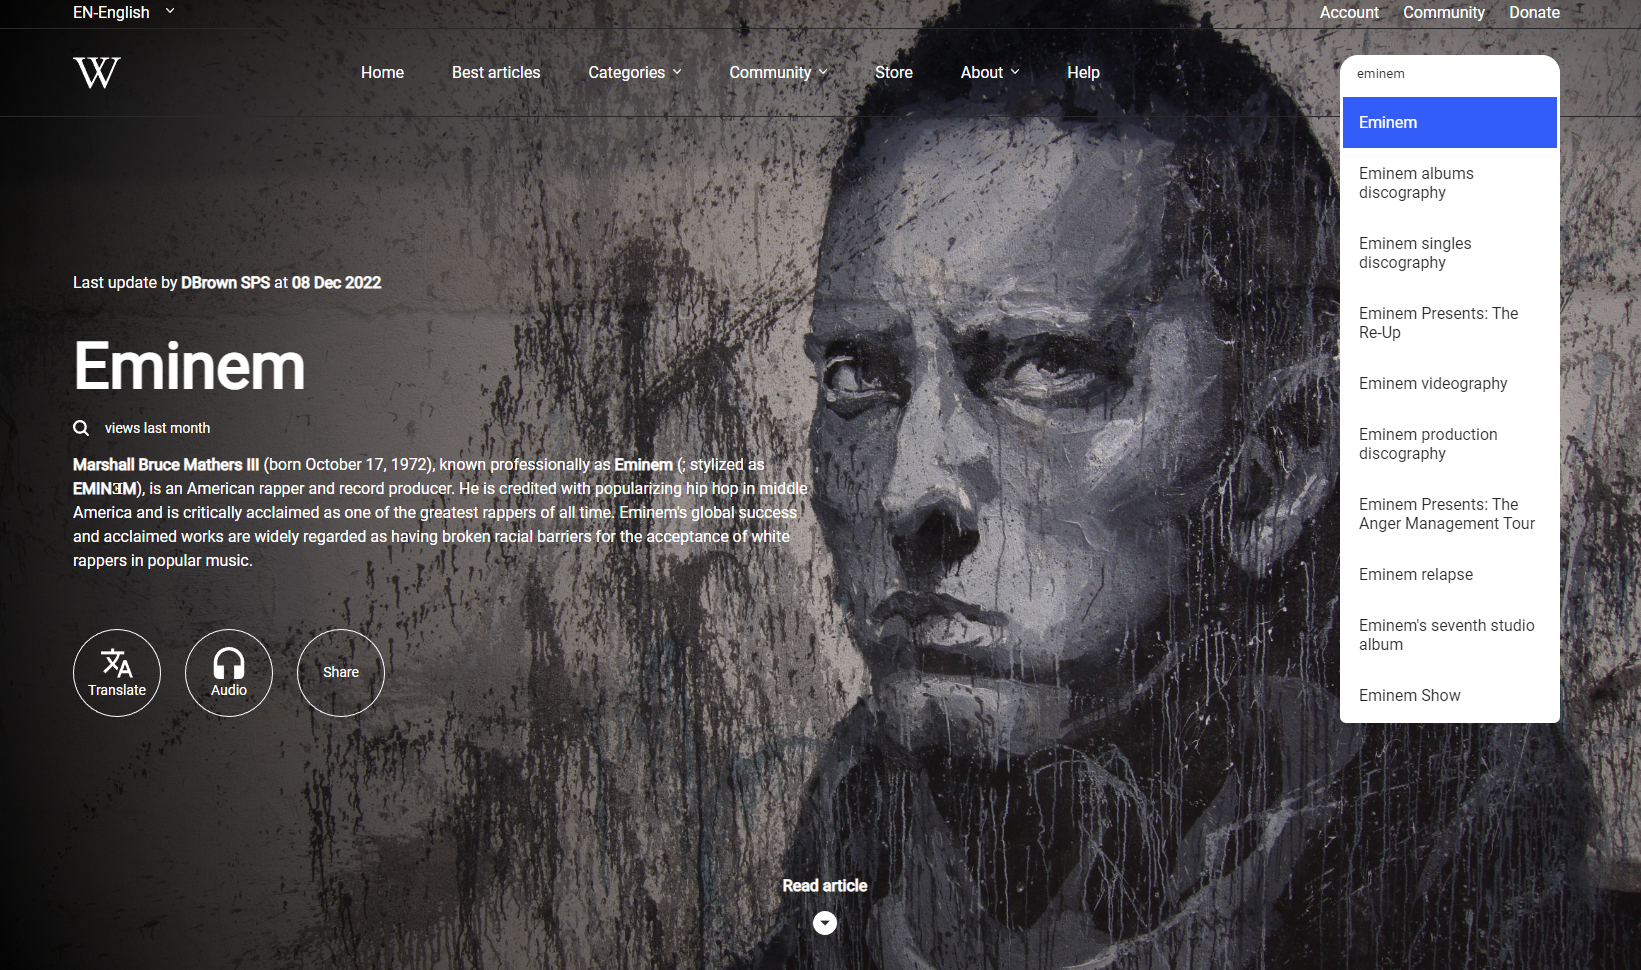 EN-English
Account Community Donate
W
Home Best articles Categories Community Store About Help
eminem
Eminem
Eminem albums
discography
Eminem singles
discography
Eminem Presents: The
Re-Up
Eminem videography
Eminem production
discography
Eminem Presents: The
Anger Management Tour
Eminem relapse
Eminem's seventh studio
album
Eminem Show
Last update by DBrown SPS at 08 Dec 2022
Eminem
views last month
Marshall Bruce Mathers III (born October 17, 1972), known professionally as Eminem (; stylized as
EMINƎM), is an American rapper and record producer. He is credited with popularizing hip hop in middle
America and is critically acclaimed as one of the greatest rappers of all time. Eminem's global success
and acclaimed works are widely regarded as having broken racial barriers for the acceptance of white
rappers in popular music.
Translate
Audio
Share
Read article